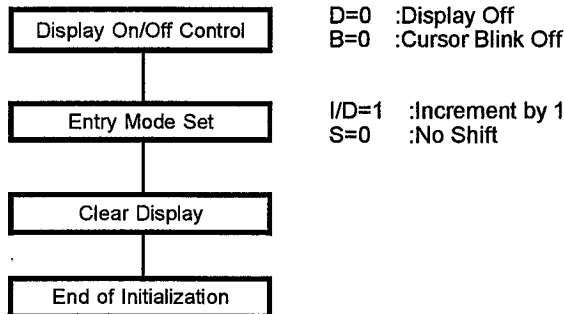 Display On/Off Control
D=0 :Display Off
B=0 :Cursor Blink Off
Entry Mode Set
I/D=1 :Increment by 1
S=0 :No Shift
Clear Display
End of Initialization